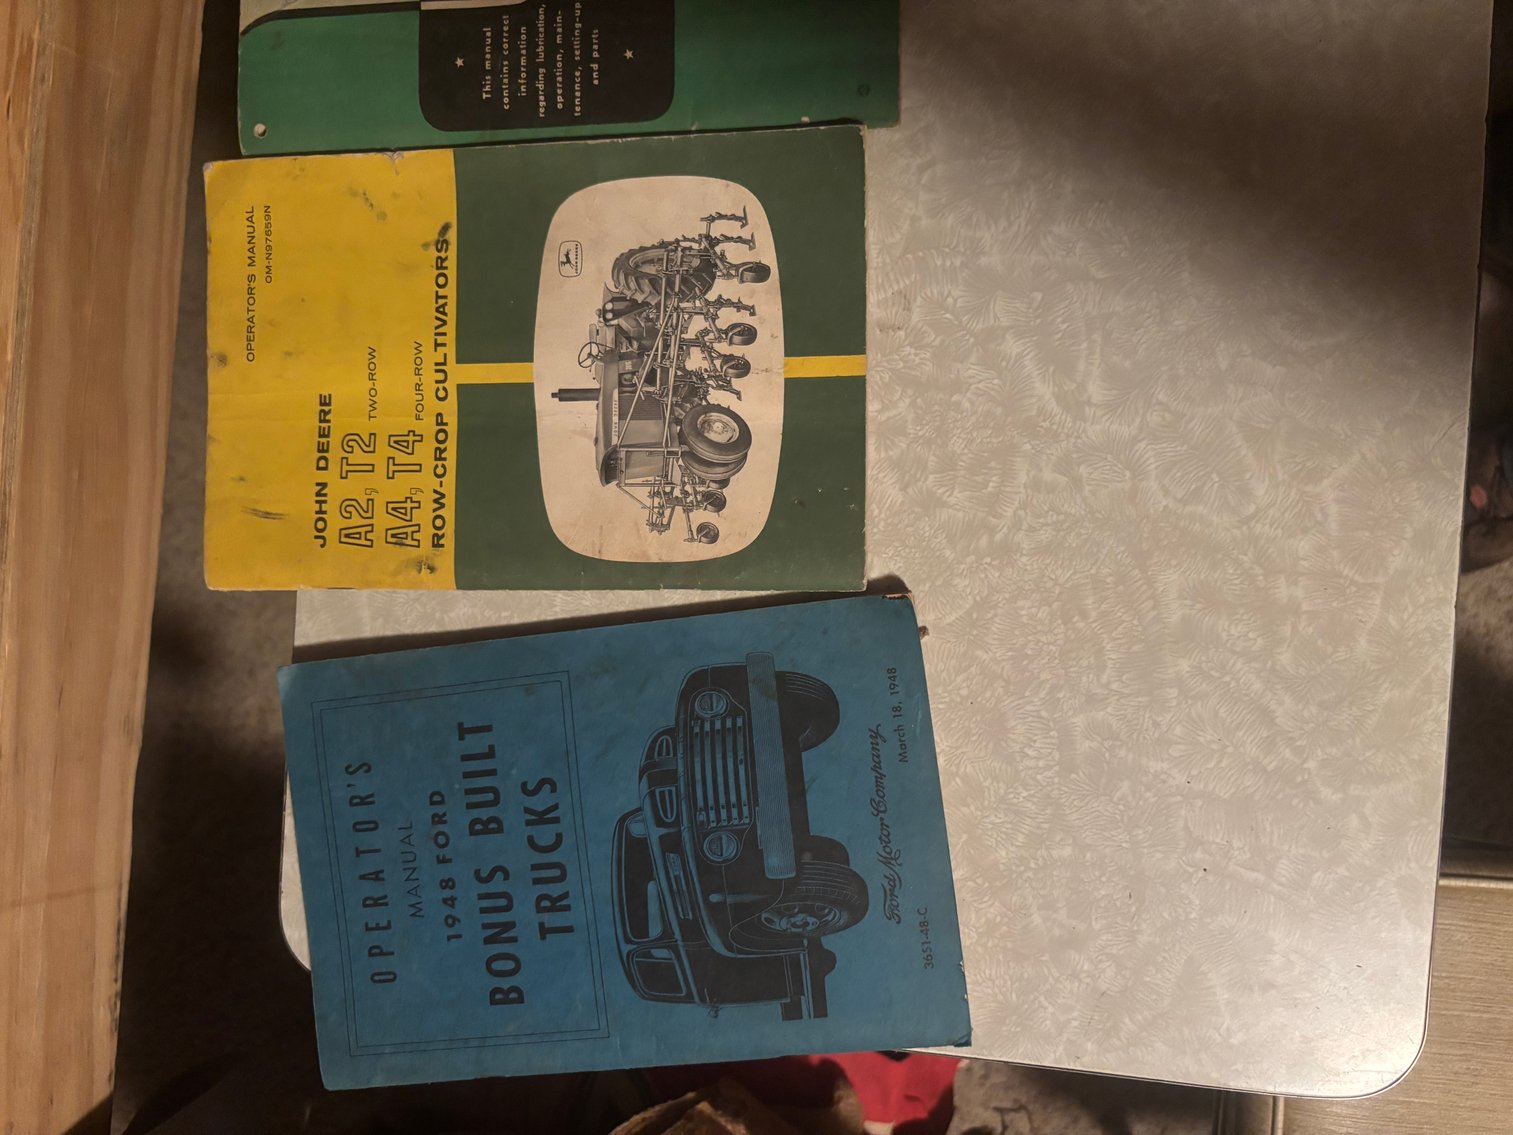 This manual
contains correct
information
regarding lubrication,
operation, main-
tenance, setting-up
and parts
OPERATOR'S MANUAL
OM-N97659N
JOHN DEERE
A2, T2 TWO-ROW
A4, T4 FOUR-ROW
ROW-CROP CULTIVATORS
JOHN DEERE
OPERATOR'S
MANUAL
1948 FORD
BONUS BUILT
TRUCKS
Ford Motor Company
3651-48-C
March 18, 1948